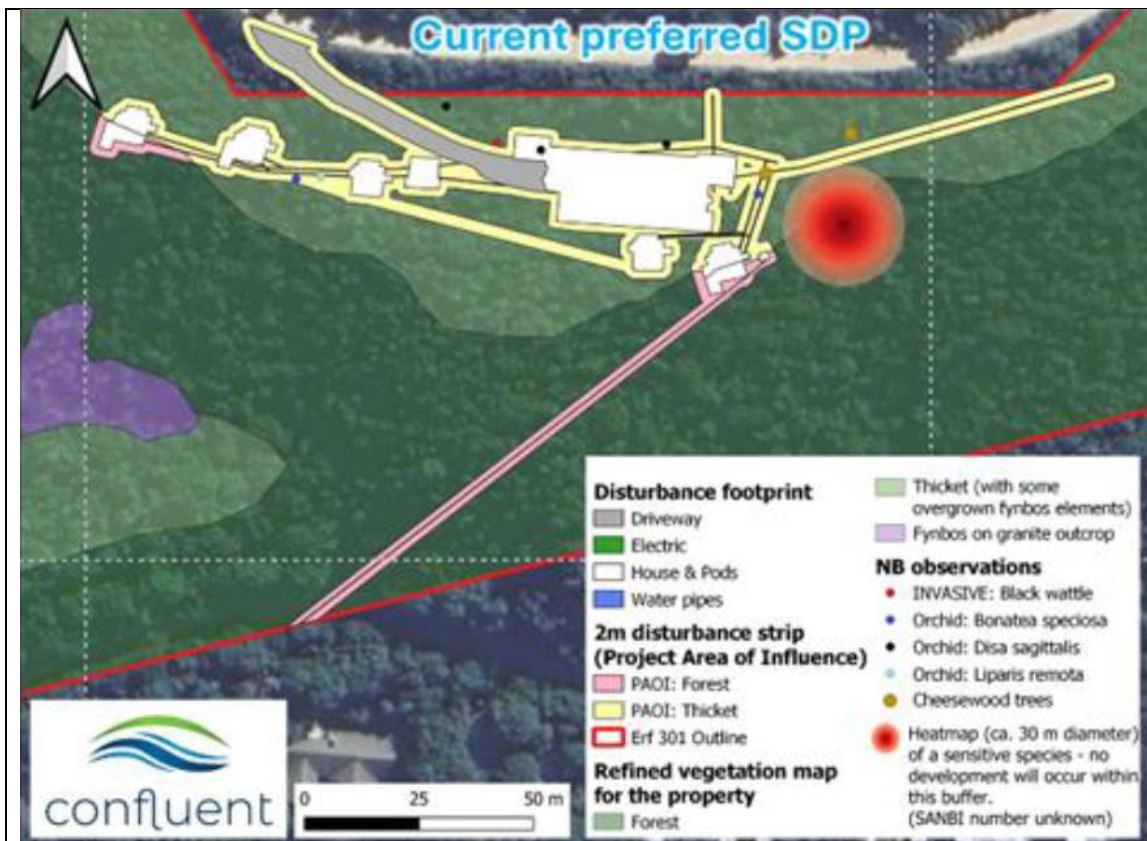 Current preferred SDP
Disturbance footprint
Driveway
Electric
House & Pods
Water pipes
2m disturbance strip
(Project Area of Influence)
PAOI: Forest
PAOI: Thicket
Erf 301 Outline
Refined vegetation map
for the property
Forest
Thicket (with some
overgrown fynbos elements)
Fynbos on granite outcrop
NB observations
INVASIVE: Black wattle
Orchid: Bonatea speciosa
Orchid: Disa sagittalis
Orchid: Liparis remota
Cheesewood trees
Heatmap (ca. 30 m diameter)
of a sensitive species - no
development will occur within
this buffer.
(SANBI number unknown)
confluent
0 25 50 m